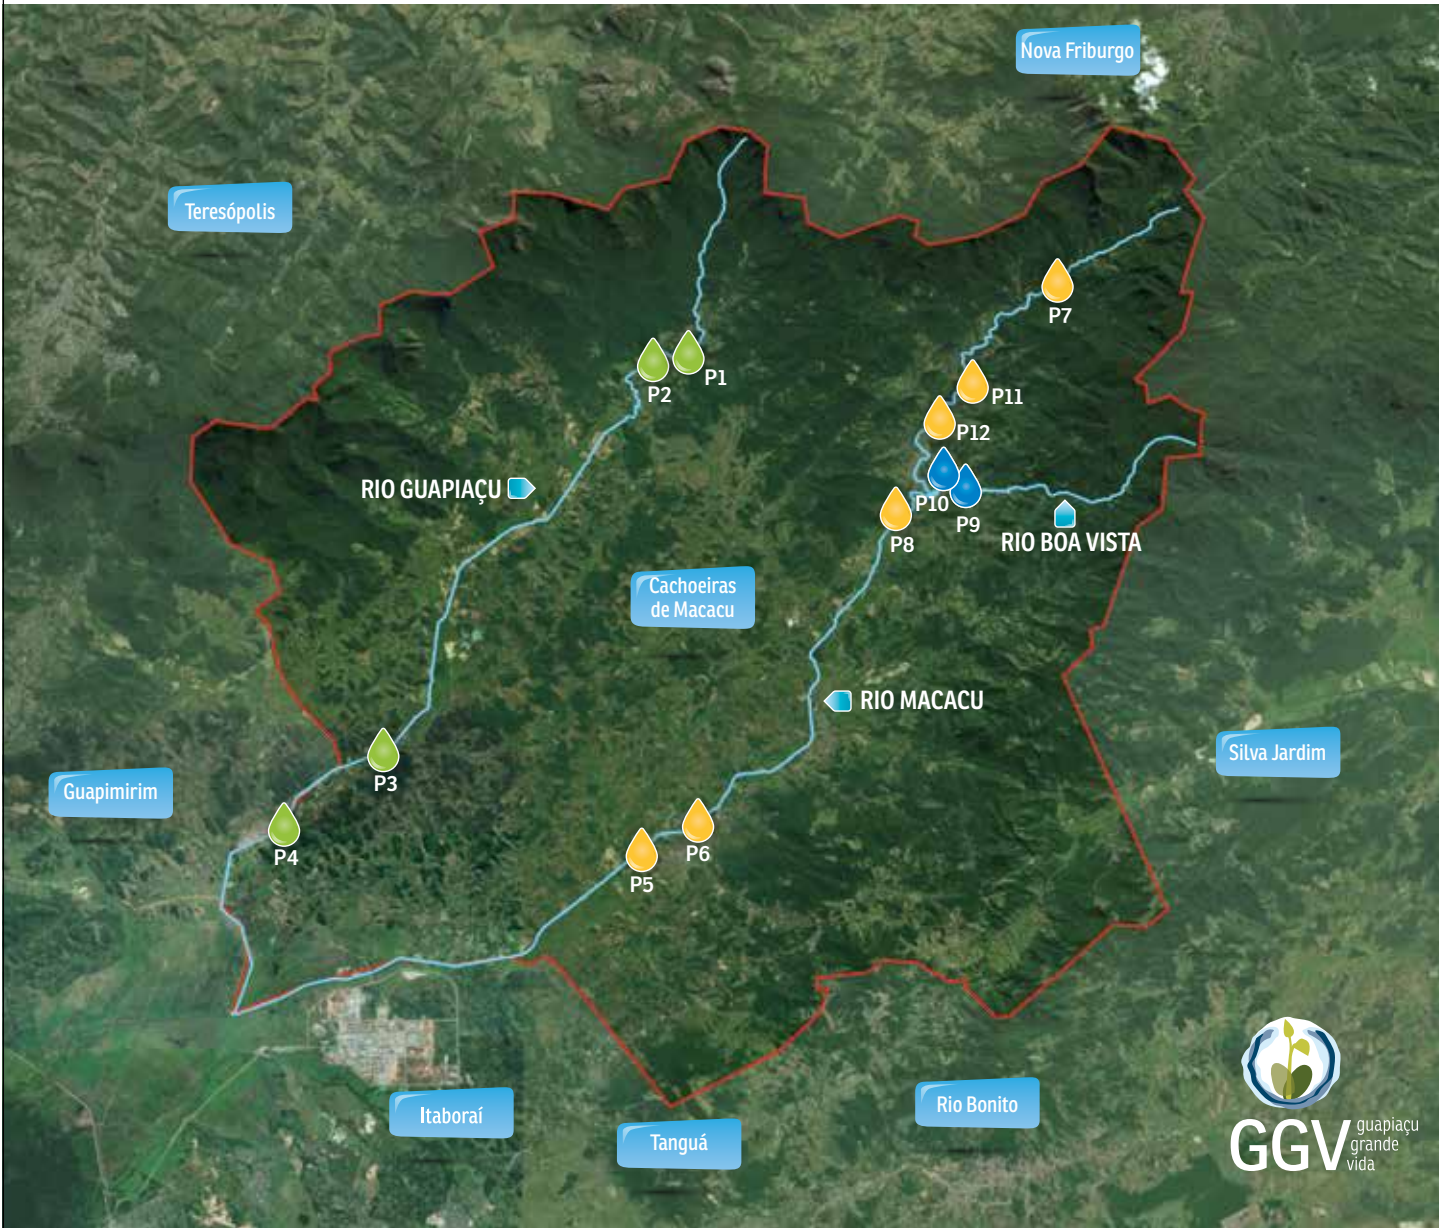 Nova Friburgo
Teresópolis
P7
P1
P2
P11
P12
RIO GUAPIAÇU
P10
P9
P8
RIO BOA VISTA
Cachoeiras
de Macacu
RIO MACACU
Silva Jardim
P3
Guapimirim
P4
P6
P5
Itaboraí
Rio Bonito
Tanguá
GGV
guapiaçu
grande
vida